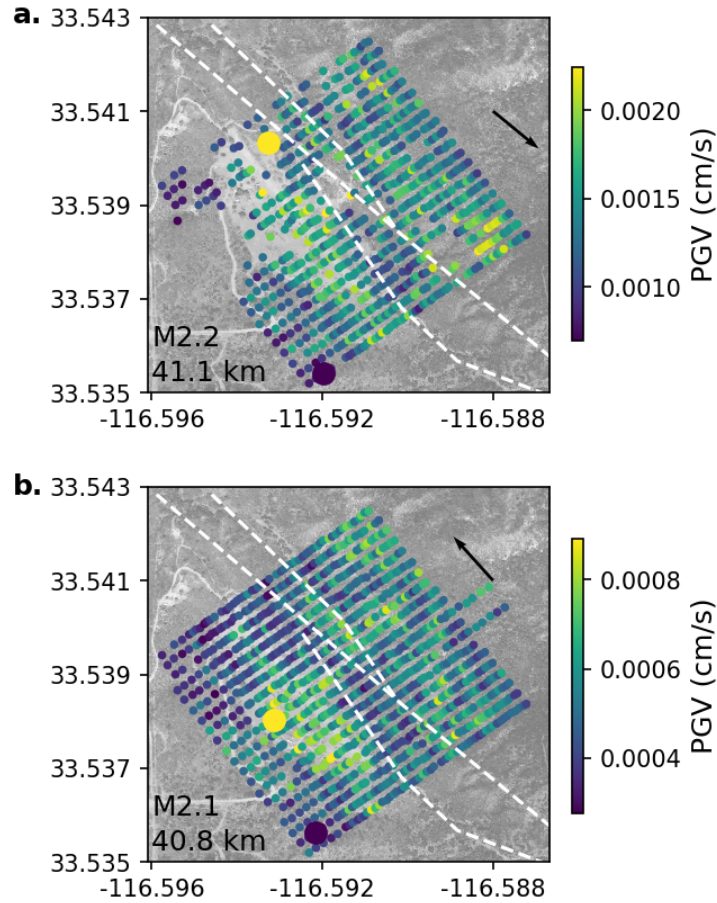 a.
33.543
33.541
33.539
33.537
33.535
M2.2
41.1 km
-116.596
-116.592
-116.588
0.0020
0.0015
0.0010
PGV (cm/s)
b.
33.543
33.541
33.539
33.537
33.535
M2.1
40.8 km
-116.596
-116.592
-116.588
0.0008
0.0006
0.0004
PGV (cm/s)